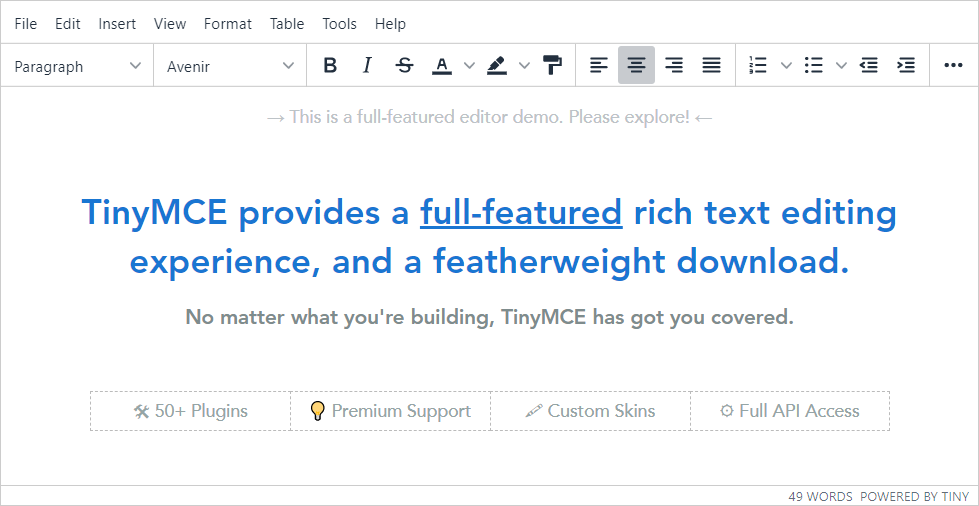 File Edit Insert View Format Table Tools Help
Paragraph Avenir B I S A
→ This is a full-featured editor demo. Please explore! ←
TinyMCE provides a full-featured rich text editing
experience, and a featherweight download.
No matter what you're building, TinyMCE has got you covered.
🛠 50+ Plugins 💡 Premium Support 🖍 Custom Skins ⚙ Full API Access
49 WORDS POWERED BY TINY